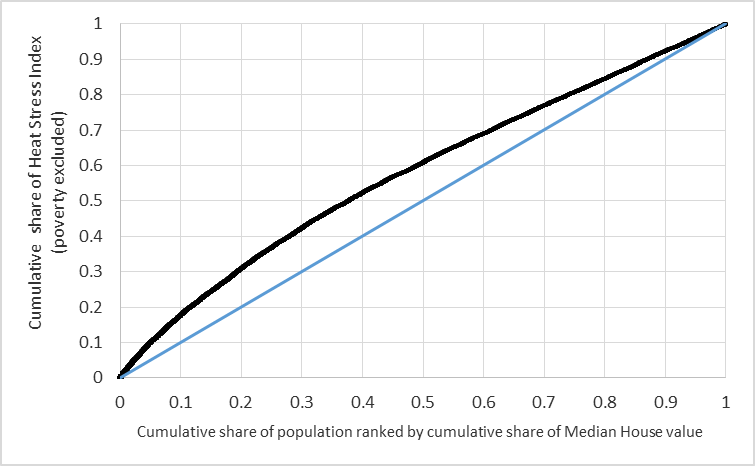 Cumulative share of Heat Stress Index
(poverty excluded)
1
0.9
0.8
0.7
0.6
0.5
0.4
0.3
0.2
0.1
0
0 0.1 0.2 0.3 0.4 0.5 0.6 0.7 0.8 0.9 1
Cumulative share of population ranked by cumulative share of Median House value